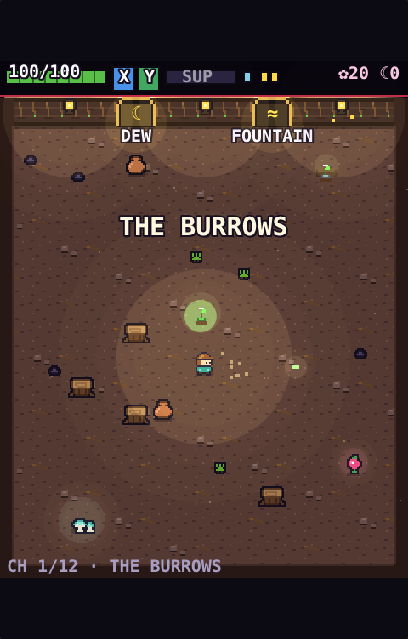 100/100 X Y SUP ✿20 ☾0
DEW FOUNTAIN
THE BURROWS
CH 1/12 · THE BURROWS